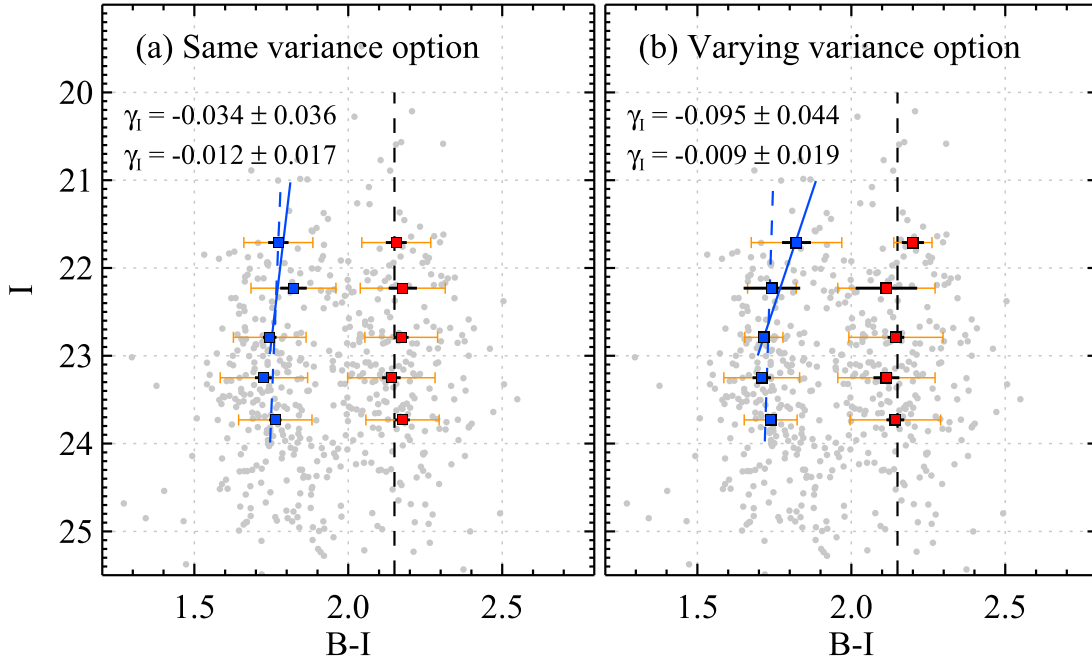 (a) Same variance option
γI = -0.034 ± 0.036
γI = -0.012 ± 0.017
(b) Varying variance option
γI = -0.095 ± 0.044
γI = -0.009 ± 0.019
20
21
22
23
24
25
I
1.5 2.0 2.5
1.5 2.0 2.5
B-I
B-I